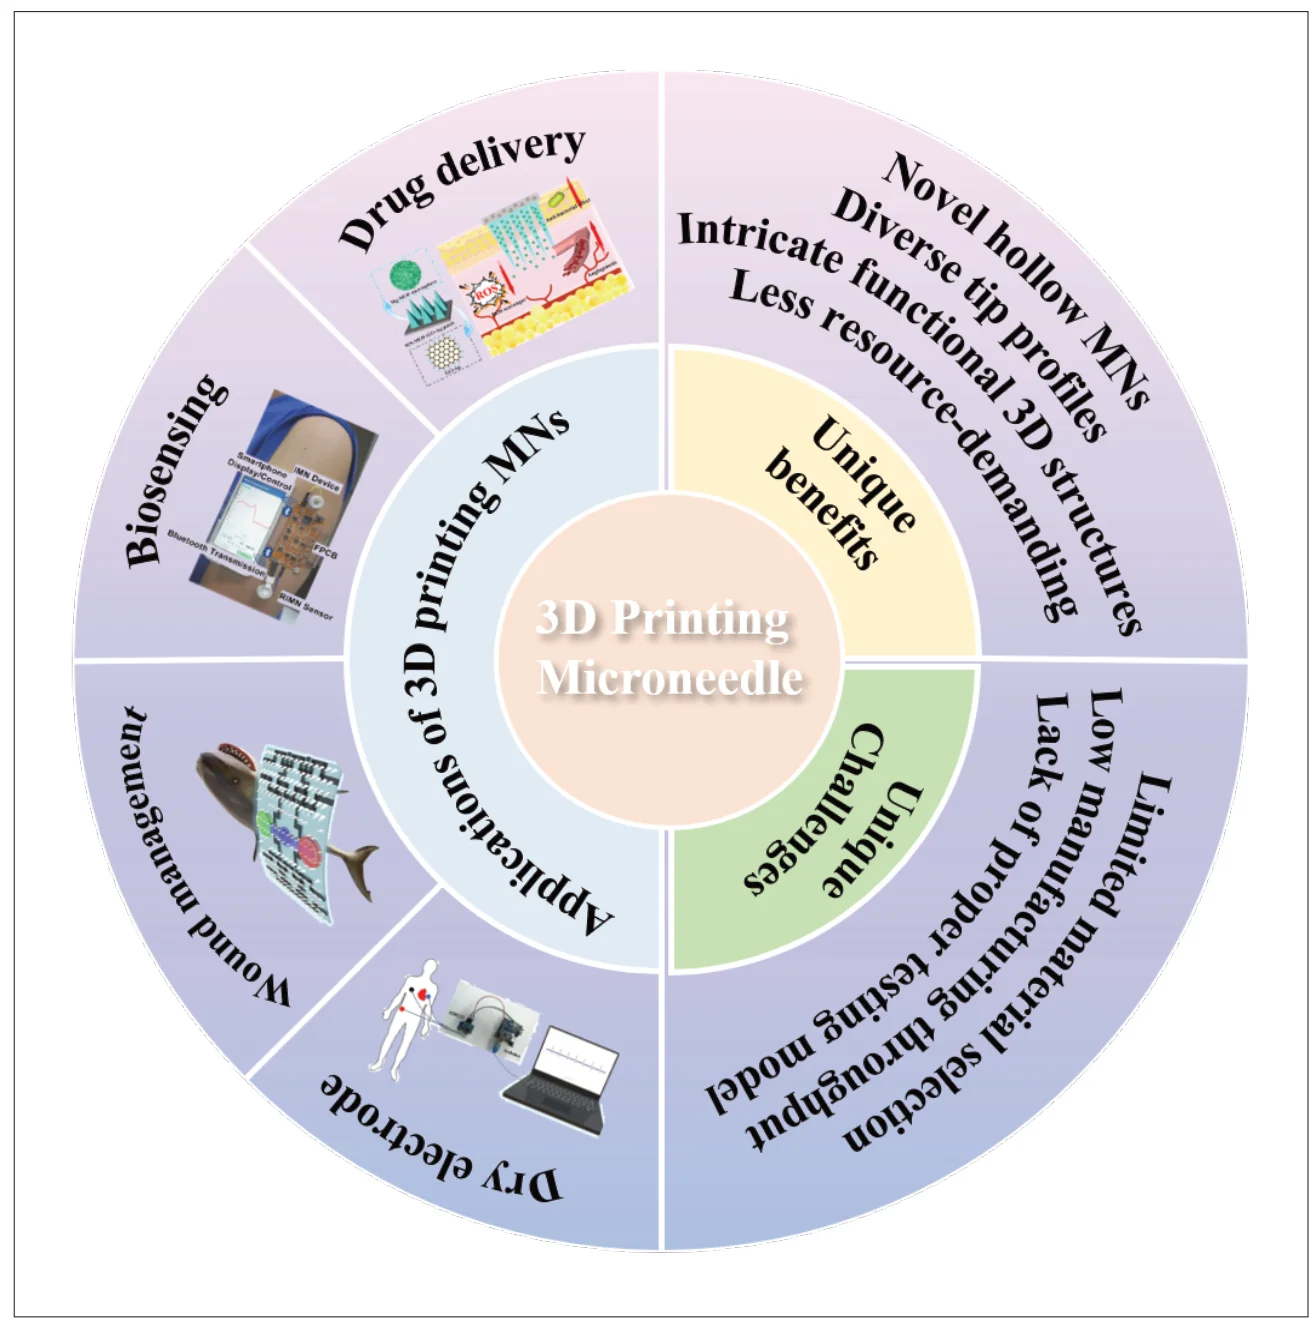 3D Printing
Microneedle
Unique
benefits
Novel hollow MNs
Diverse tip profiles
Intricate functional 3D structures
Less resource-demanding
Unique
Challenges
Limited material selection
Low manufacturing throughput
Lack of proper testing model
Applications of 3D printing MNs
Drug delivery
ROS
Biosensing
Smartphone
Display/Control
iMN Device
Bluetooth Transmission
FPCB
RiMN Sensor
Wound management
Dry electrode